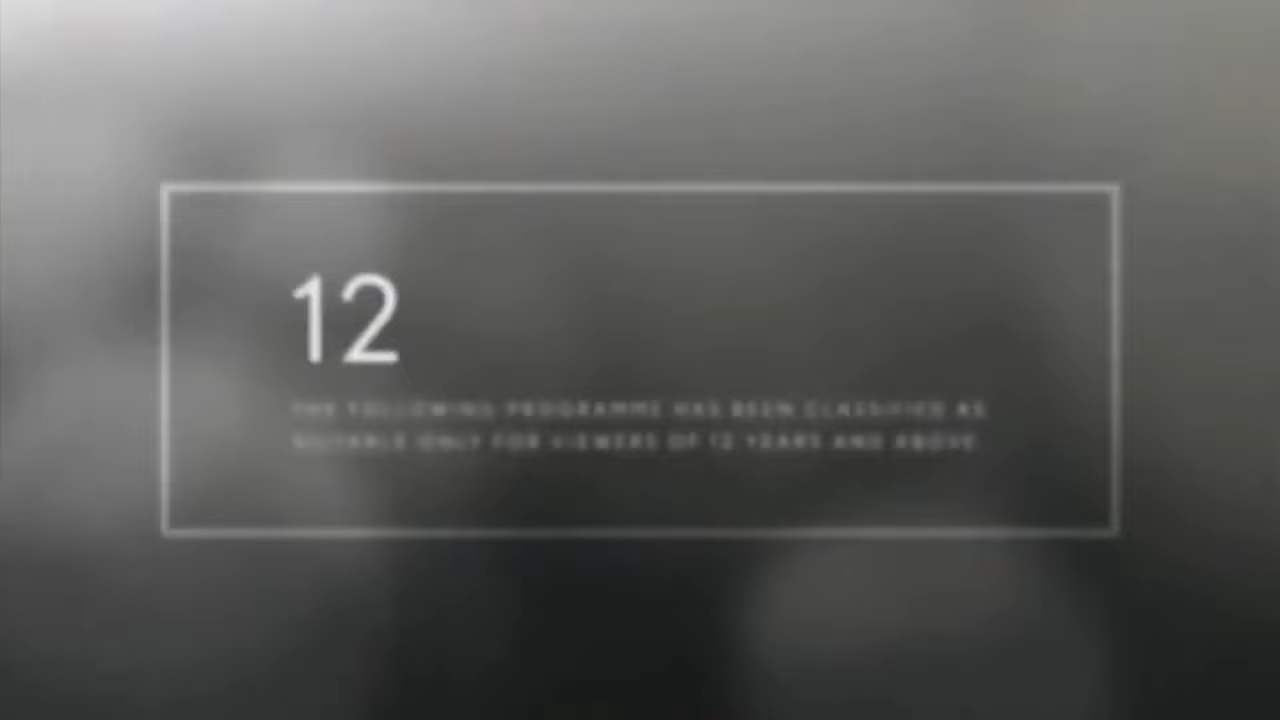 12
THE FOLLOWING PROGRAMME HAS BEEN CLASSIFIED AS
SUITABLE ONLY FOR VIEWERS OF 12 YEARS AND ABOVE